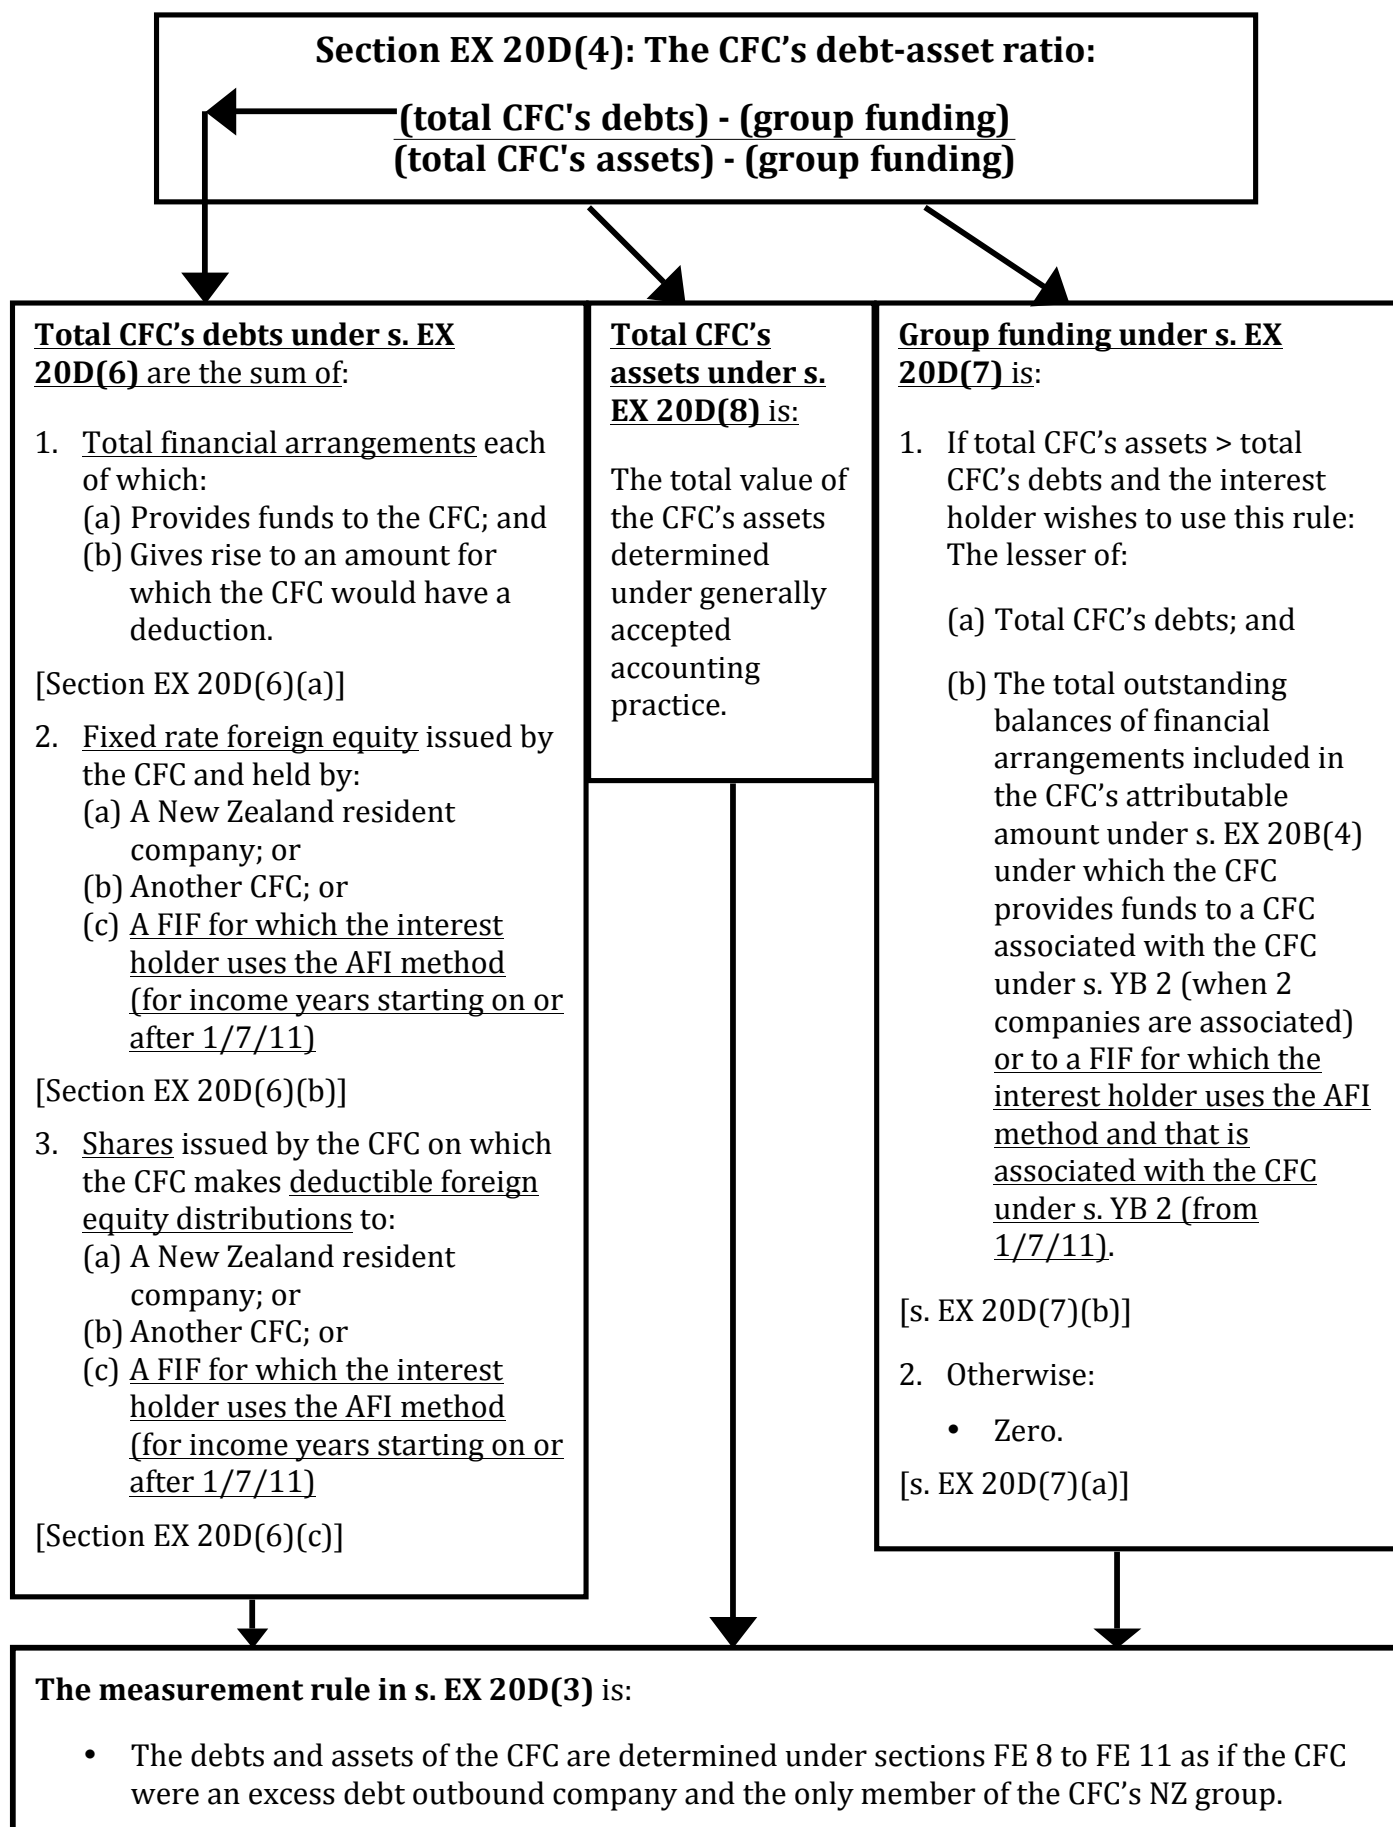 Section EX 20D(4): The CFC’s debt-asset ratio:
(total CFC's debts) - (group funding)
(total CFC's assets) - (group funding)
Total CFC’s debts under s. EX
20D(6) are the sum of:
1. Total financial arrangements each
of which:
(a) Provides funds to the CFC; and
(b) Gives rise to an amount for
which the CFC would have a
deduction.
[Section EX 20D(6)(a)]
2. Fixed rate foreign equity issued by
the CFC and held by:
(a) A New Zealand resident
company; or
(b) Another CFC; or
(c) A FIF for which the interest
holder uses the AFI method
(for income years starting on or
after 1/7/11)
[Section EX 20D(6)(b)]
3. Shares issued by the CFC on which
the CFC makes deductible foreign
equity distributions to:
(a) A New Zealand resident
company; or
(b) Another CFC; or
(c) A FIF for which the interest
holder uses the AFI method
(for income years starting on or
after 1/7/11)
[Section EX 20D(6)(c)]
Total CFC’s
assets under s.
EX 20D(8) is:
The total value of
the CFC’s assets
determined
under generally
accepted
accounting
practice.
Group funding under s. EX
20D(7) is:
1. If total CFC’s assets > total
CFC’s debts and the interest
holder wishes to use this rule:
The lesser of:
(a) Total CFC’s debts; and
(b) The total outstanding
balances of financial
arrangements included in
the CFC’s attributable
amount under s. EX 20B(4)
under which the CFC
provides funds to a CFC
associated with the CFC
under s. YB 2 (when 2
companies are associated)
or to a FIF for which the
interest holder uses the AFI
method and that is
associated with the CFC
under s. YB 2 (from
1/7/11).
[s. EX 20D(7)(b)]
2. Otherwise:
• Zero.
[s. EX 20D(7)(a)]
The measurement rule in s. EX 20D(3) is:
• The debts and assets of the CFC are determined under sections FE 8 to FE 11 as if the CFC
were an excess debt outbound company and the only member of the CFC’s NZ group.